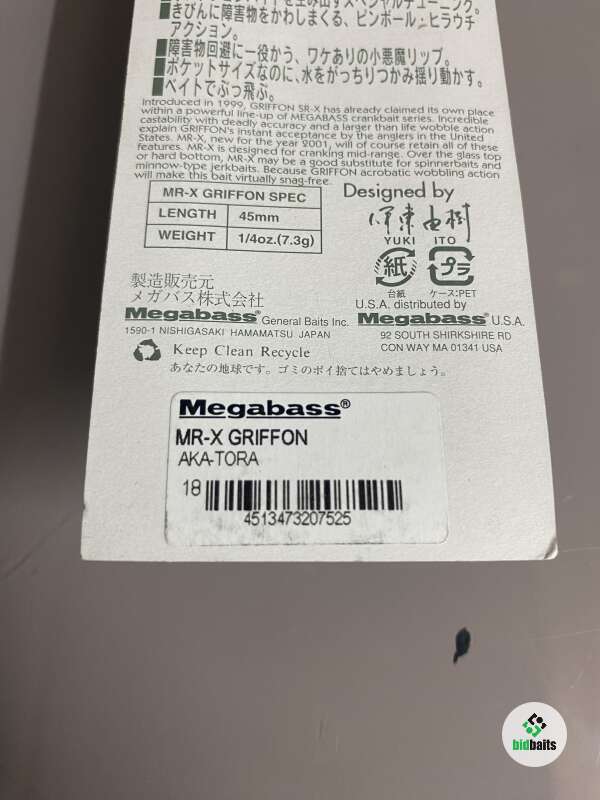 きびんに障害物をかわしまくる、ピンボール・ヒラウチ
アクション。
■障害物回避に一役かう、ワケありの小悪魔リップ。
■ポケットサイズなのに、水をがっちりつかみ揺り動かす。
■ベイトでぶっ飛ぶ。
Introduced in 1999, GRIFFON SR-X has already claimed its own place
within a powerful line-up of MEGABASS crankbait series. Incredible
castability with deadly accuracy and a larger than life wobble action
explain GRIFFON's instant acceptance by the anglers in the United
States. MR-X, new for the year 2001, will of course retain all of these
features. MR-X is designed for cranking mid-range. Over the glass top
or hard bottom, MR-X may be a good substitute for spinnerbaits and
minnow-type jerkbaits. Because GRIFFON acrobatic wobbling action
will make this bait virtually snag-free.
MR-X GRIFFON SPEC
LENGTH 45mm
WEIGHT 1/4oz.(7.3g)
Designed by
伊東由樹
YUKI ITO
紙 プラ
台紙 ケース:PET
製造販売元
メガバス株式会社
Megabass® General Baits Inc.
1590-1 NISHIGASAKI HAMAMATSU JAPAN
U.S.A. distributed by
Megabass® U.S.A.
92 SOUTH SHIRKSHIRE RD
CON WAY MA 01341 USA
Keep Clean Recycle
あなたの地球です。ゴミのポイ捨てはやめましょう。
Megabass®
MR-X GRIFFON
AKA-TORA
18
4513473207525
bidbaits